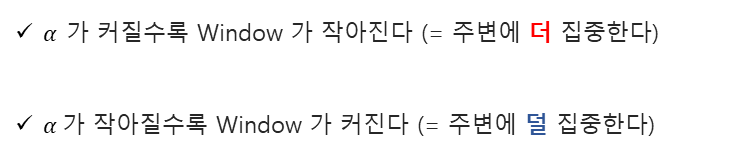 ✓ α 가 커질수록 Window 가 작아진다 (= 주변에 더 집중한다)
✓ α 가 작아질수록 Window 가 커진다 (= 주변에 덜 집중한다)